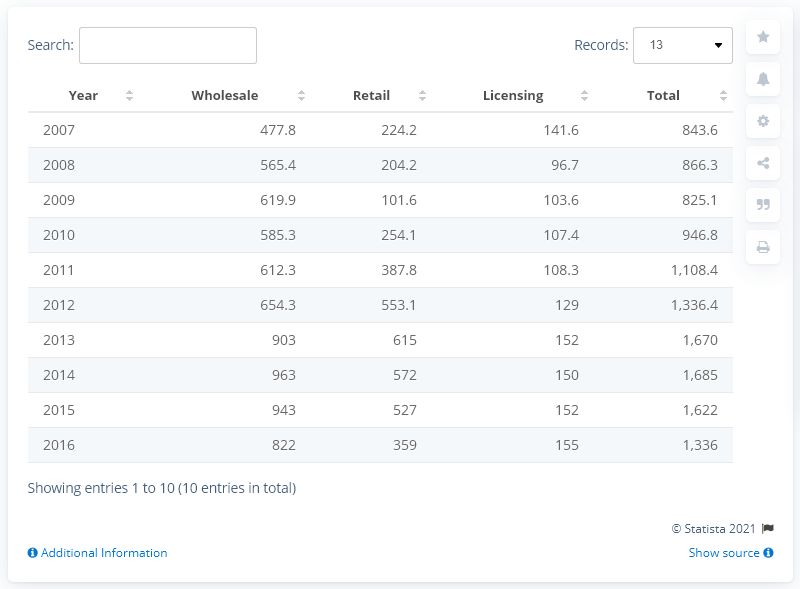 Search:
Records: 13
Year Wholesale Retail Licensing Total
2007 477.8 224.2 141.6 843.6
2008 565.4 204.2 96.7 866.3
2009 619.9 101.6 103.6 825.1
2010 585.3 254.1 107.4 946.8
2011 612.3 387.8 108.3 1,108.4
2012 654.3 553.1 129 1,336.4
2013 903 615 152 1,670
2014 963 572 150 1,685
2015 943 527 152 1,622
2016 822 359 155 1,336
Showing entries 1 to 10 (10 entries in total)
© Statista 2021
Additional Information
Show source